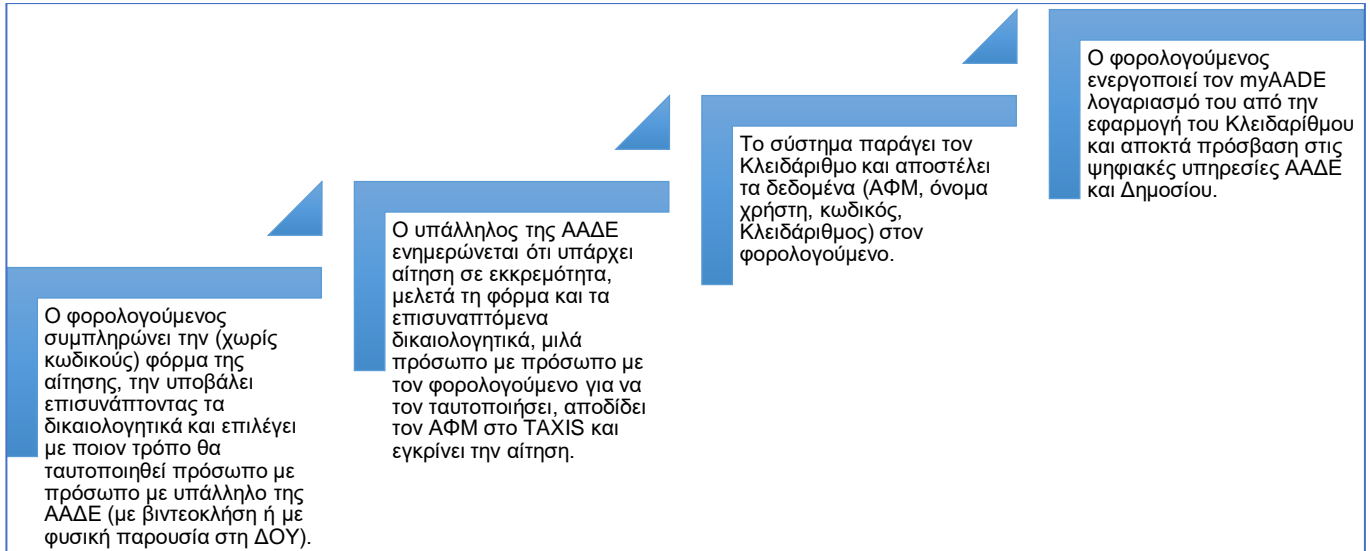 Ο φορολογούμενος
συμπληρώνει την (χωρίς
κωδικούς) φόρμα της
αίτησης, την υποβάλει
επισυνάπτοντας τα
δικαιολογητικά και επιλέγει
με ποιον τρόπο θα
ταυτοποιηθεί πρόσωπο με
πρόσωπο με υπάλληλο της
ΑΑΔΕ (με βιντεοκλήση ή με
φυσική παρουσία στη ΔΟΥ).
Ο υπάλληλος της ΑΑΔΕ
ενημερώνεται ότι υπάρχει
αίτηση σε εκκρεμότητα,
μελετά τη φόρμα και τα
επισυναπτόμενα
δικαιολογητικά, μιλά
πρόσωπο με πρόσωπο με
τον φορολογούμενο για να
τον ταυτοποιήσει, αποδίδει
τον ΑΦΜ στο TAXIS και
εγκρίνει την αίτηση.
Το σύστημα παράγει τον
Κλειδάριθμο και αποστέλει
τα δεδομένα (ΑΦΜ, όνομα
χρήστη, κωδικός,
Κλειδάριθμος) στον
φορολογούμενο.
Ο φορολογούμενος
ενεργοποιεί τον myAADE
λογαριασμό του από την
εφαρμογή του Κλειδαρίθμου
και αποκτά πρόσβαση στις
ψηφιακές υπηρεσίες ΑΑΔΕ
και Δημοσίου.